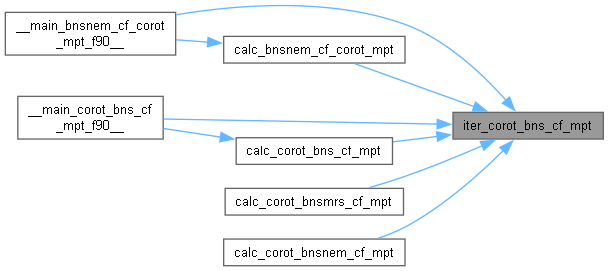 __main_bnsnem_cf_corot
_mpt_f90__
calc_bnsnem_cf_corot_mpt
__main_corot_bns_cf
_mpt_f90__
iter_corot_bns_cf_mpt
calc_corot_bns_cf_mpt
calc_corot_bnsmrs_cf_mpt
calc_corot_bnsnem_cf_mpt